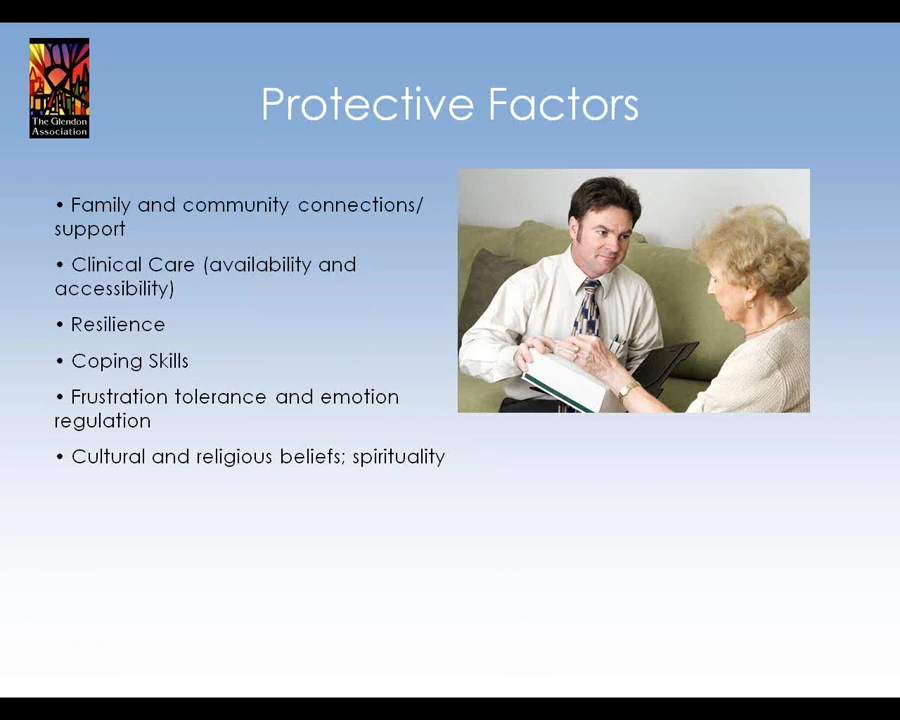 The Glendon
Association
Protective Factors
• Family and community connections/
support
• Clinical Care (availability and
accessibility)
• Resilience
• Coping Skills
• Frustration tolerance and emotion
regulation
• Cultural and religious beliefs; spirituality